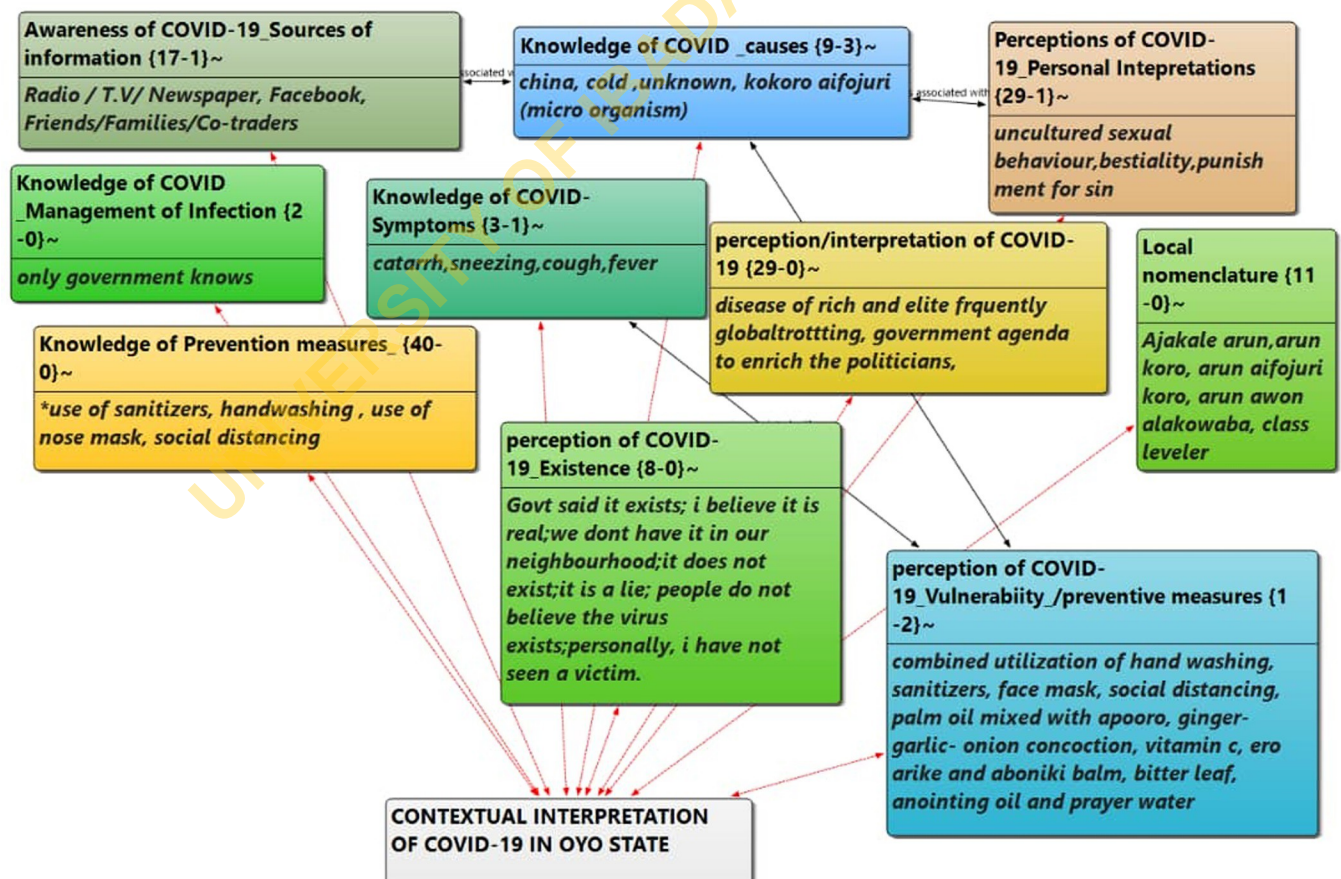 Awareness of COVID-19_Sources of
information {17-1}~
Radio / T.V/ Newspaper, Facebook,
Friends/Families/Co-traders
ssociated w
Knowledge of COVID _causes {9-3}~
china, cold ,unknown, kokoro aifojuri
(micro organism)
s associated with
Perceptions of COVID-
19_Personal Intepretations
{29-1}~
uncultured sexual
behaviour,bestiality,punish
ment for sin
Knowledge of COVID
_Management of Infection {2
-0}~
only government knows
Knowledge of COVID-
Symptoms {3-1}~
catarrh,sneezing,cough,fever
perception/interpretation of COVID-
19 {29-0}~
disease of rich and elite frquently
globaltrottting, government agenda
to enrich the politicians,
Local
nomenclature {11
-0}~
Ajakale arun,arun
koro, arun aifojuri
koro, arun awon
alakowaba, class
leveler
Knowledge of Prevention measures_ {40-
0}~
*use of sanitizers, handwashing , use of
nose mask, social distancing
perception of COVID-
19_Existence {8-0}~
Govt said it exists; i believe it is
real;we dont have it in our
neighbourhood;it does not
exist;it is a lie; people do not
believe the virus
exists;personally, i have not
seen a victim.
perception of COVID-
19_Vulnerabiity_/preventive measures {1
-2}~
combined utilization of hand washing,
sanitizers, face mask, social distancing,
palm oil mixed with apooro, ginger-
garlic- onion concoction, vitamin c, ero
arike and aboniki balm, bitter leaf,
anointing oil and prayer water
CONTEXTUAL INTERPRETATION
OF COVID-19 IN OYO STATE
UNIVERSITY OF IBADA